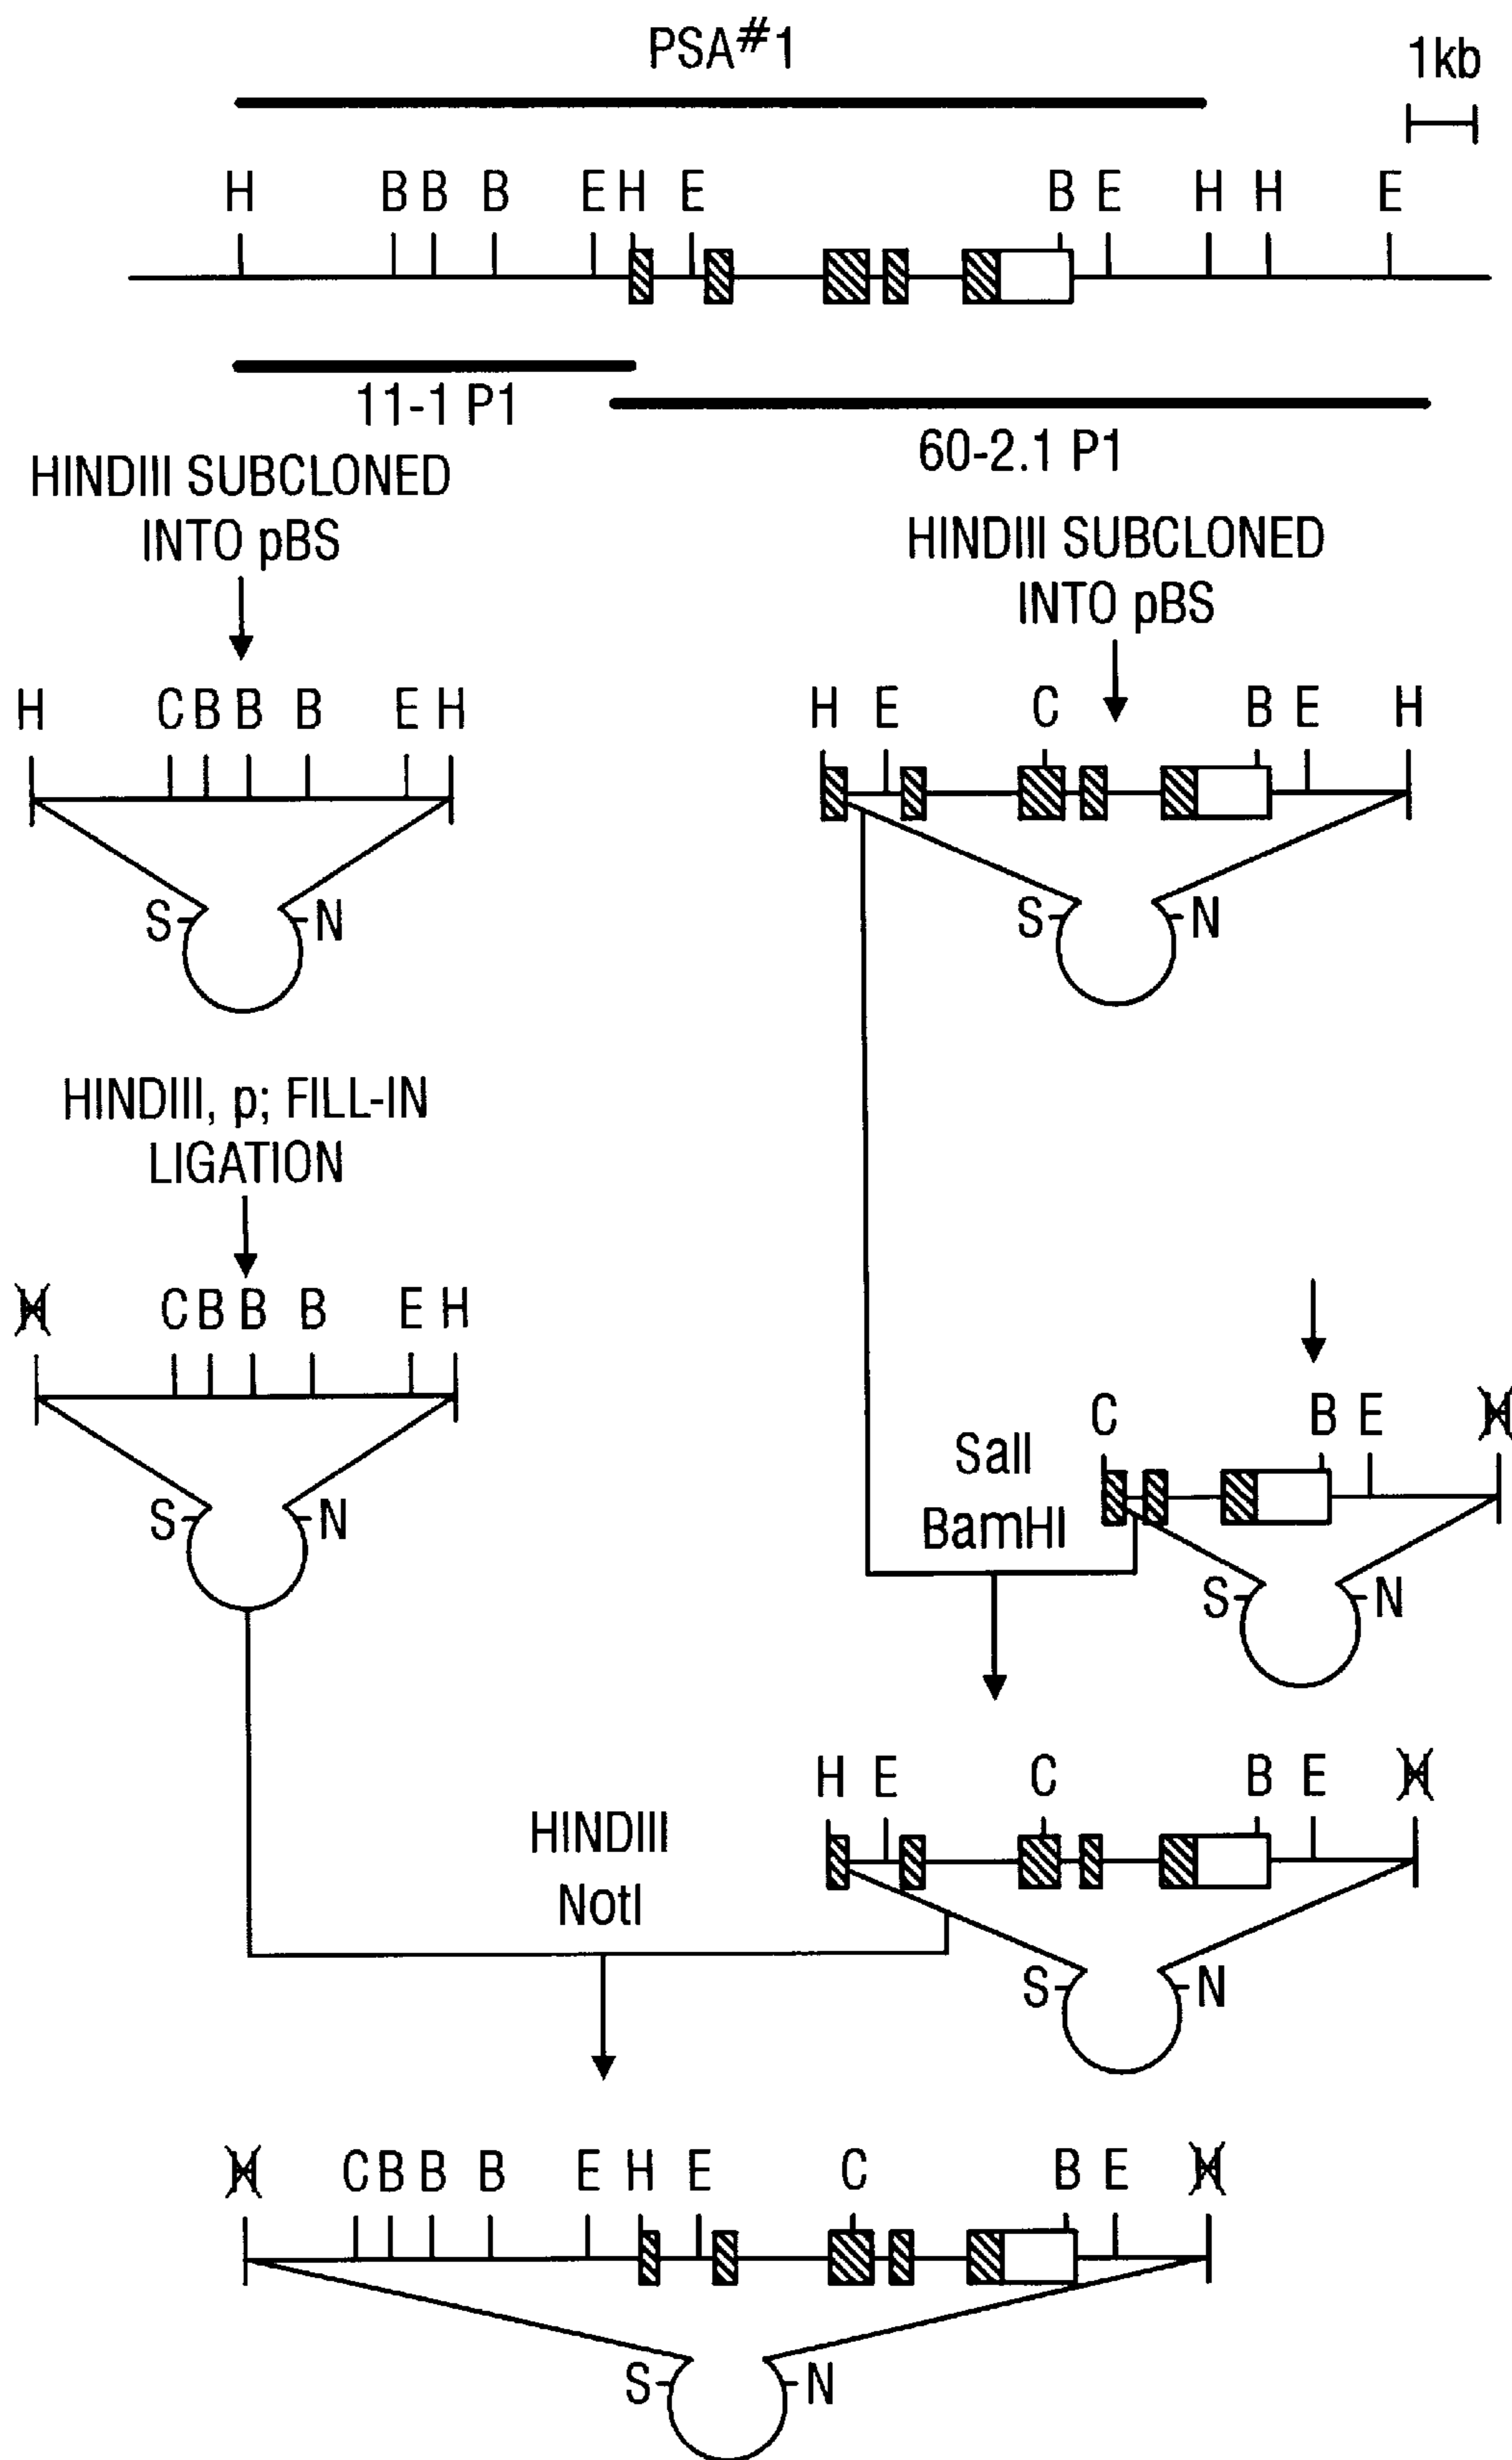 PSA#1
1kb
H B B B E H E B E H H E
11-1 P1
60-2.1 P1
HINDIII SUBCLONED
INTO pBS
HINDIII SUBCLONED
INTO pBS
H C B B B E H
H E C B E H
S N
S N
HINDIII, p; FILL-IN
LIGATION
H C B B B E H
C B E H
SalI
BamHI
S N
S N
H E C B E H
HINDIII
NotI
S N
H C B B B E H E C B E H
S N